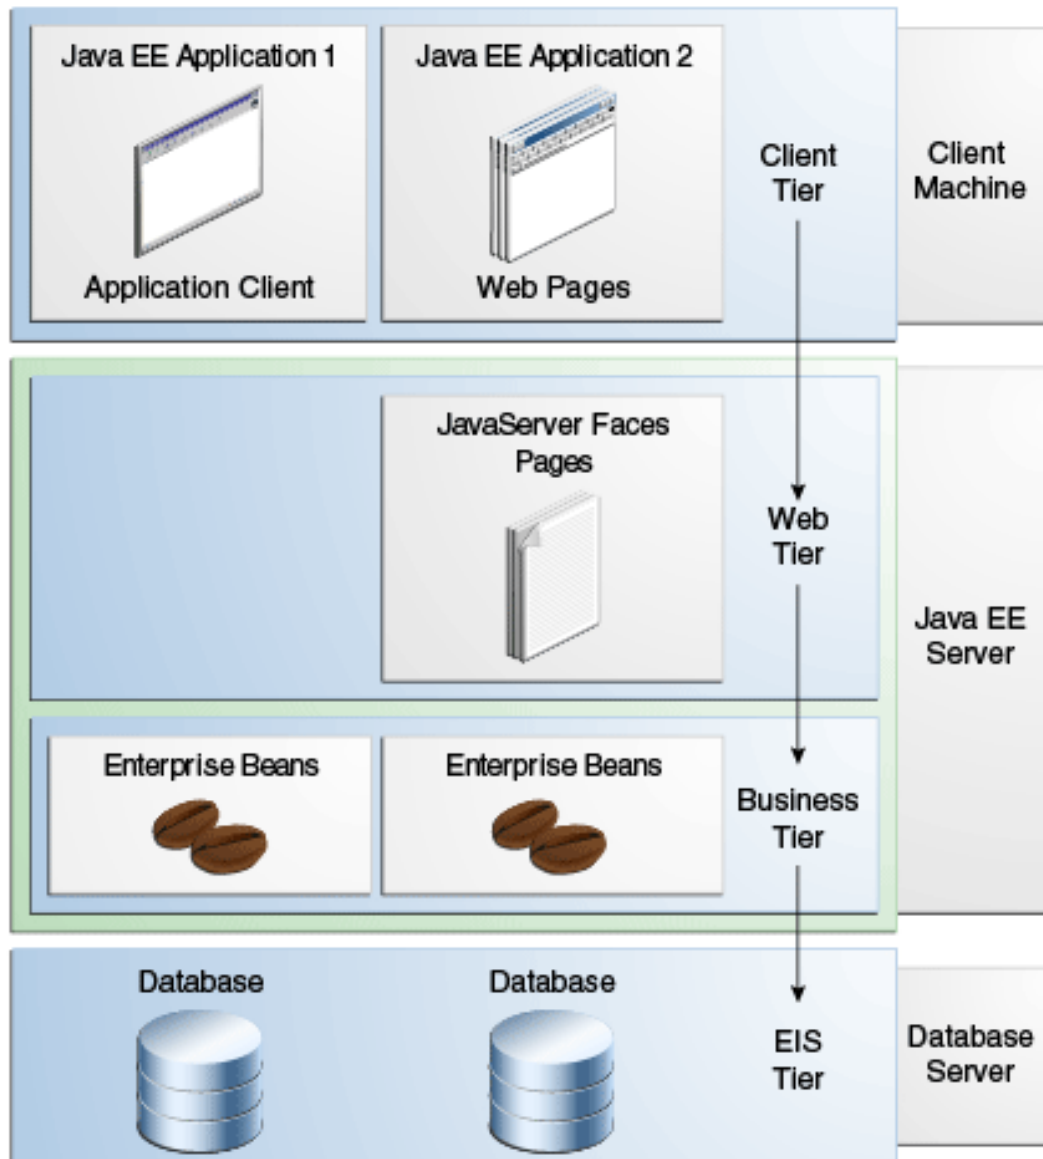 Java EE Application 1
Java EE Application 2
Application Client
Web Pages
Client
Tier
Client
Machine
JavaServer Faces
Pages
Web
Tier
Java EE
Server
Enterprise Beans
Enterprise Beans
Business
Tier
Database
Database
EIS
Tier
Database
Server